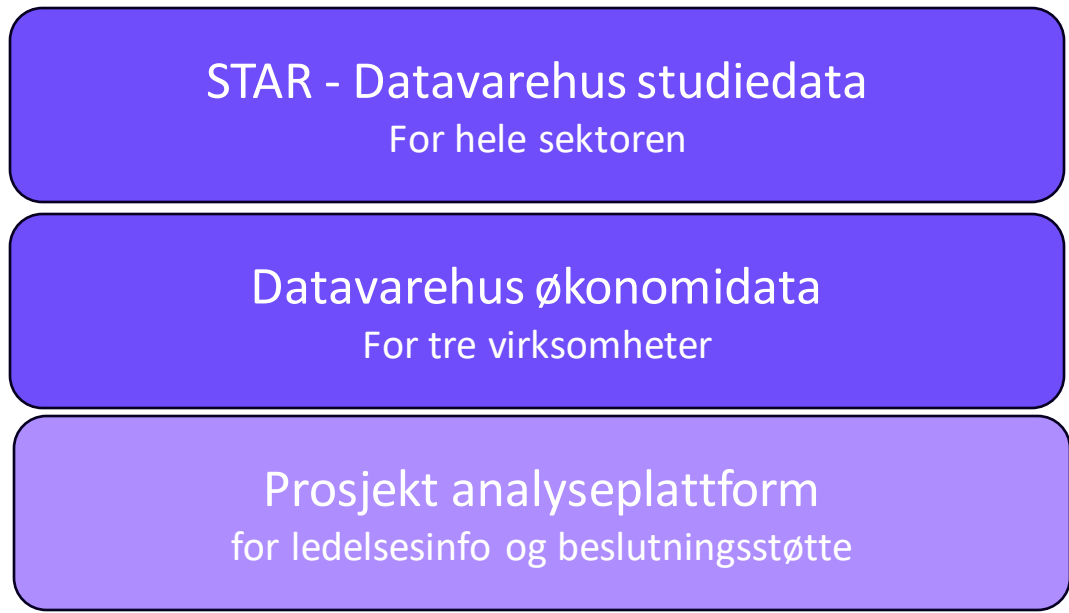 STAR - Datavarehus studiedata
For hele sektoren
Datavarehus økonomidata
For tre virksomheter
Prosjekt analyseplattform
for ledelsesinfo og beslutningsstøtte